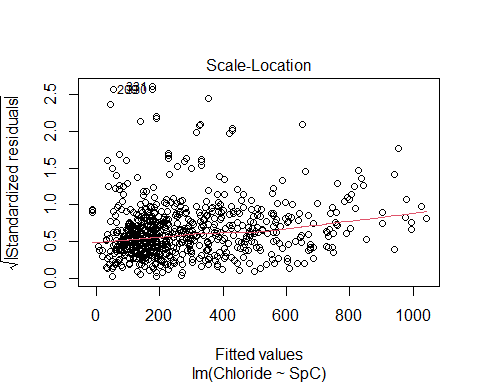 Scale-Location
√|Standardized residuals|
2.5
2.0
1.5
1.0
0.5
0.0
0 200 400 600 800 1000
Fitted values
lm(Chloride ~ SpC)